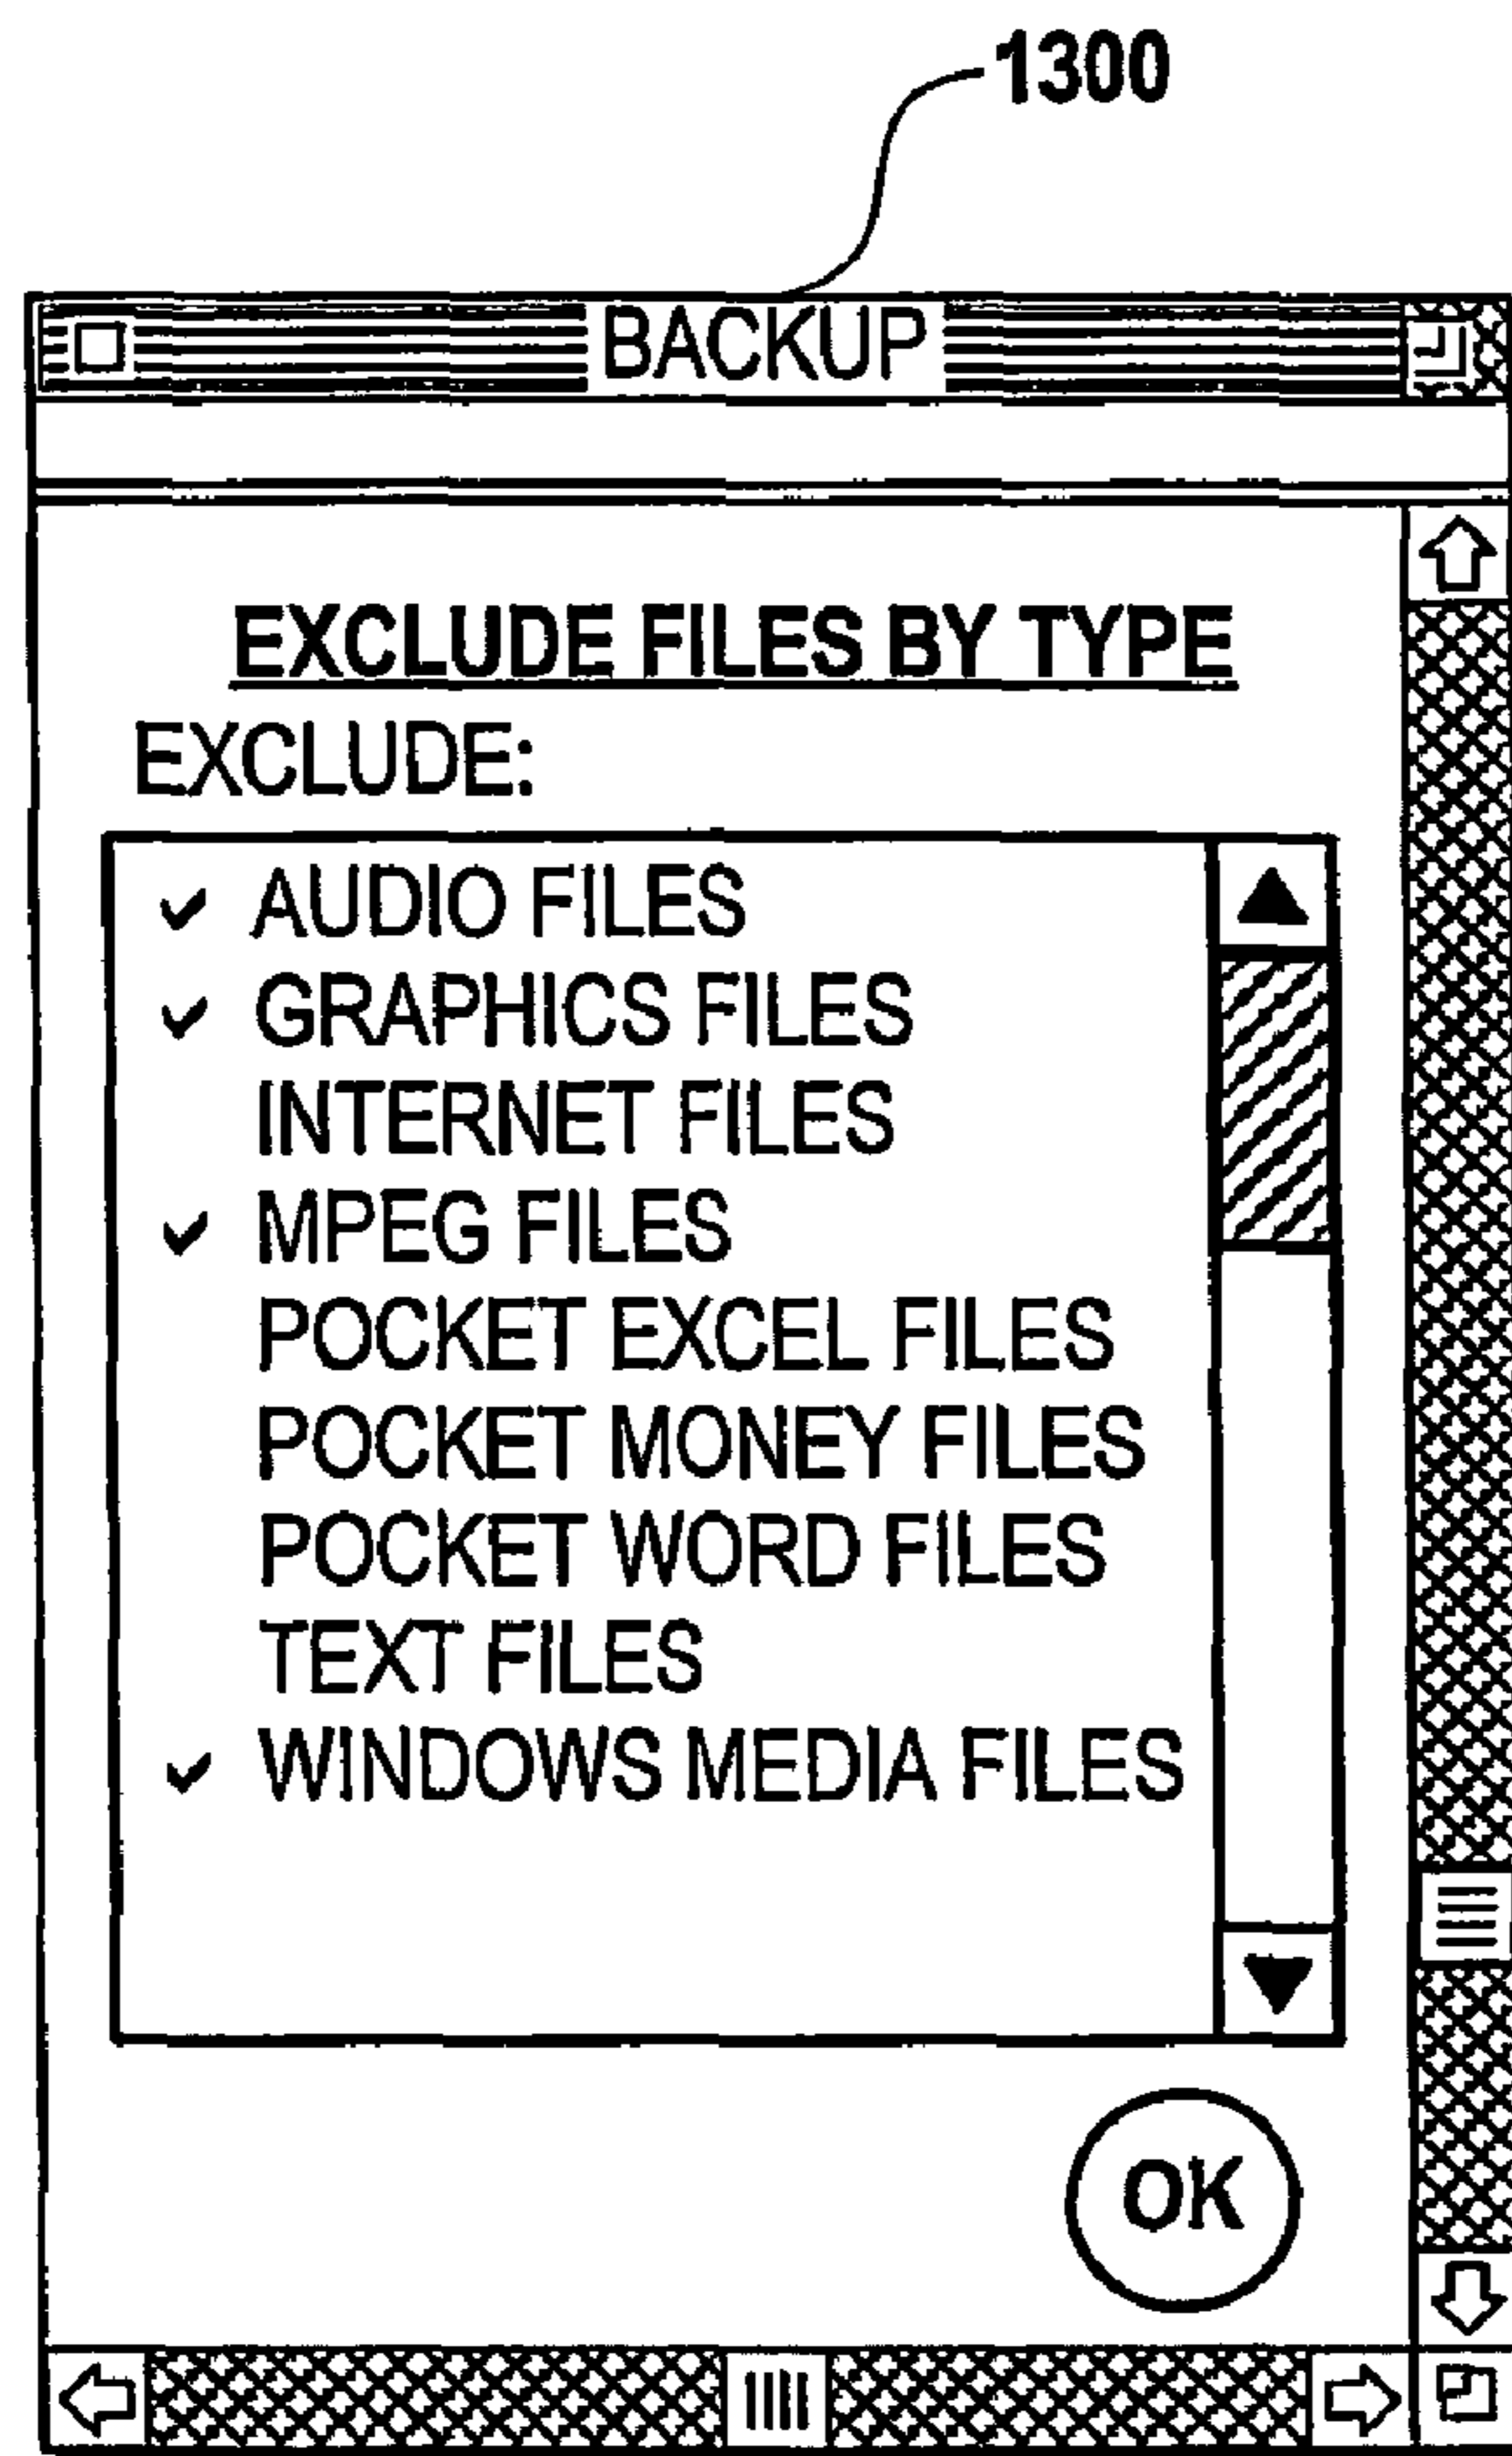 1300
BACKUP
EXCLUDE FILES BY TYPE
EXCLUDE:
✓ AUDIO FILES
✓ GRAPHICS FILES
INTERNET FILES
✓ MPEG FILES
POCKET EXCEL FILES
POCKET MONEY FILES
POCKET WORD FILES
TEXT FILES
✓ WINDOWS MEDIA FILES
OK